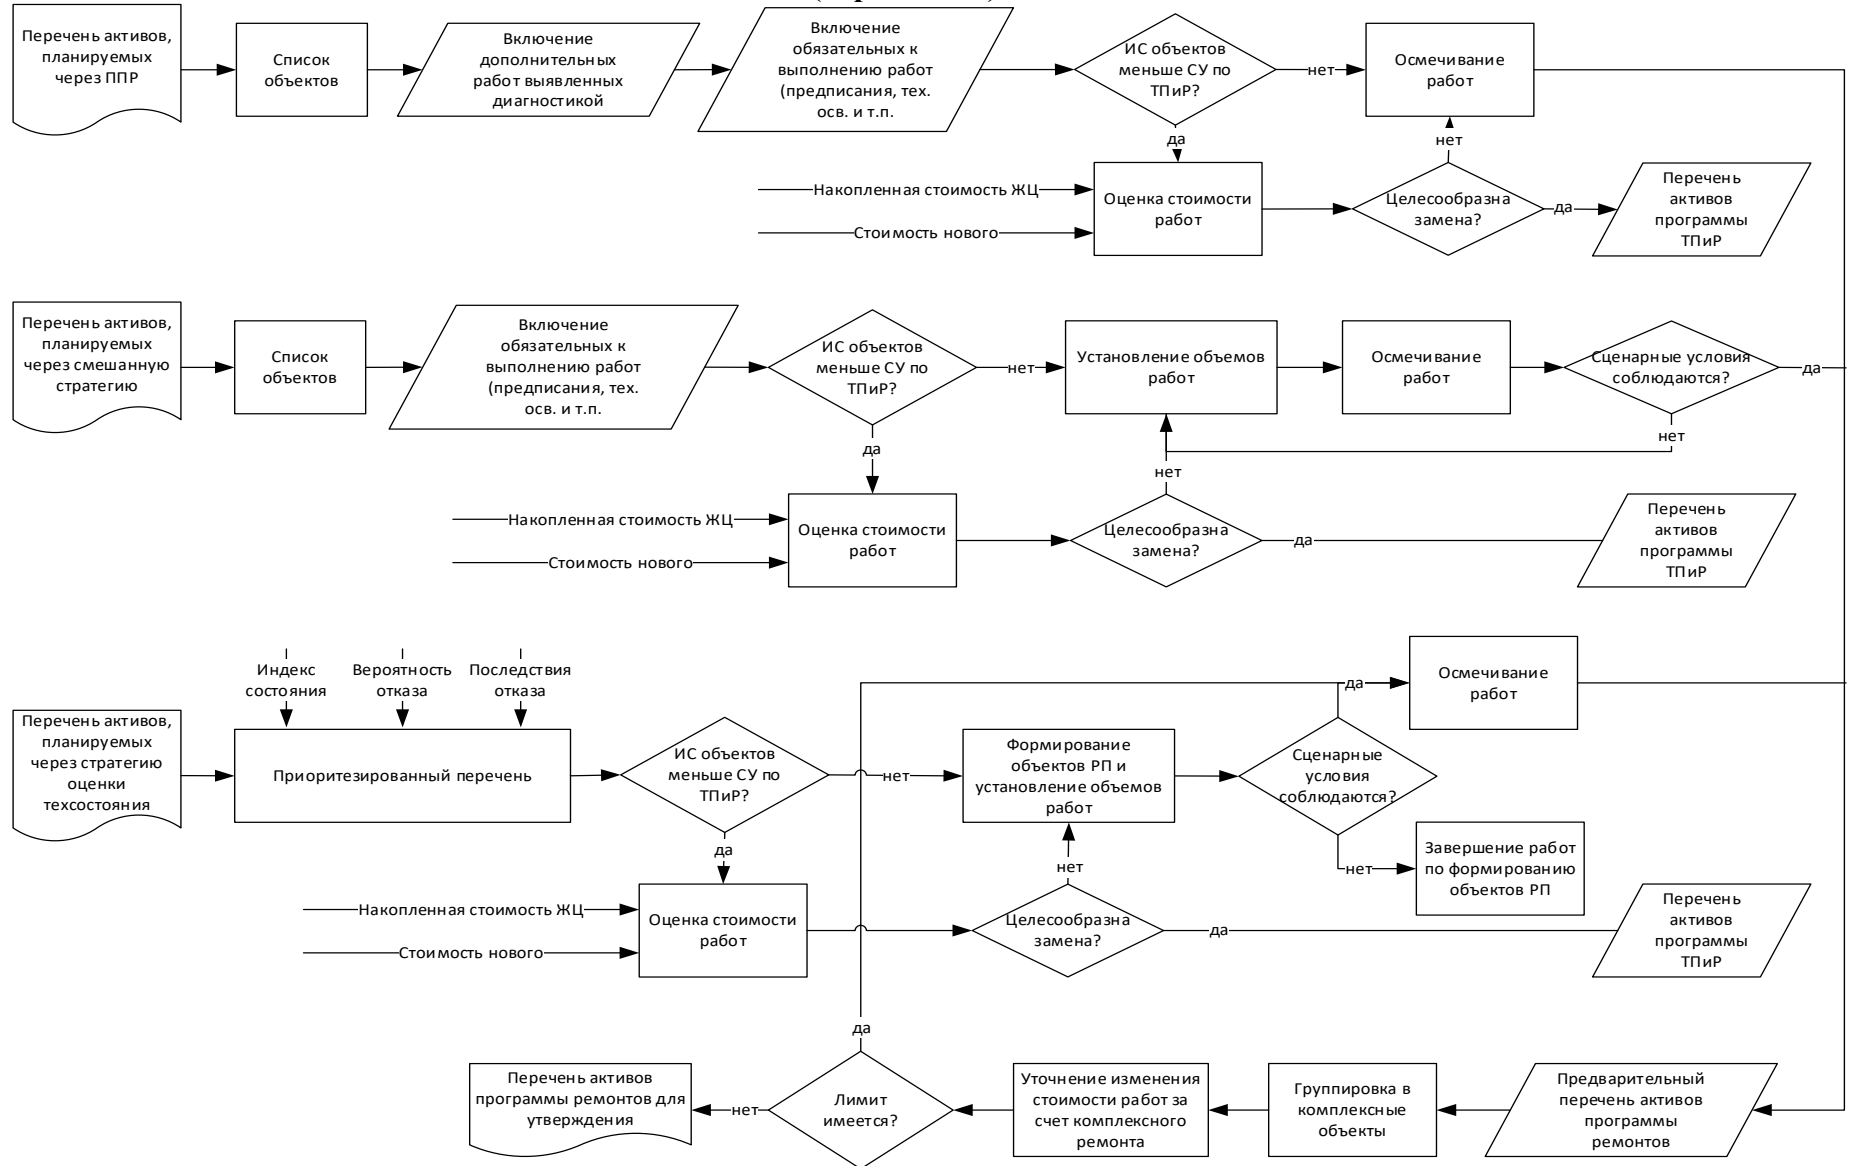 Перечень активов,
планируемых
через ППР
Список
объектов
Включение
дополнительных
работ выявленных
диагностикой
Включение
обязательных к
выполнению работ
(предписания, тех.
осв. и т.п.
ИС объектов
меньше СУ по
ТПиР?
нет
Осмечивание
работ
да
нет
Накопленная стоимость ЖЦ
Стоимость нового
Оценка стоимости
работ
Целесообразна
замена?
да
Перечень
активов
программы
ТПиР
Перечень активов,
планируемых
через смешанную
стратегию
Список
объектов
Включение
обязательных к
выполнению работ
(предписания, тех.
осв. и т.п.
ИС объектов
меньше СУ по
ТПиР?
нет
Установление объемов
работ
Осмечивание
работ
Сценарные условия
соблюдаются?
да
нет
да
нет
Накопленная стоимость ЖЦ
Стоимость нового
Оценка стоимости
работ
Целесообразна
замена?
да
Перечень
активов
программы
ТПиР
Индекс
состояния
Вероятность
отказа
Последствия
отказа
Перечень активов,
планируемых
через стратегию
оценки
техсостояния
Приоритезированный перечень
ИС объектов
меньше СУ по
ТПиР?
нет
Формирование
объектов РП и
установление объемов
работ
Сценарные
условия
соблюдаются?
да
Осмечивание
работ
нет
Завершение работ
по формированию
объектов РП
да
нет
Накопленная стоимость ЖЦ
Стоимость нового
Оценка стоимости
работ
Целесообразна
замена?
да
Перечень
активов
программы
ТПиР
да
Перечень активов
программы ремонтов для
утверждения
нет
Лимит
имеется?
Уточнение изменения
стоимости работ за
счет комплексного
ремонта
Группировка в
комплексные
объекты
Предварительный
перечень активов
программы
ремонтов